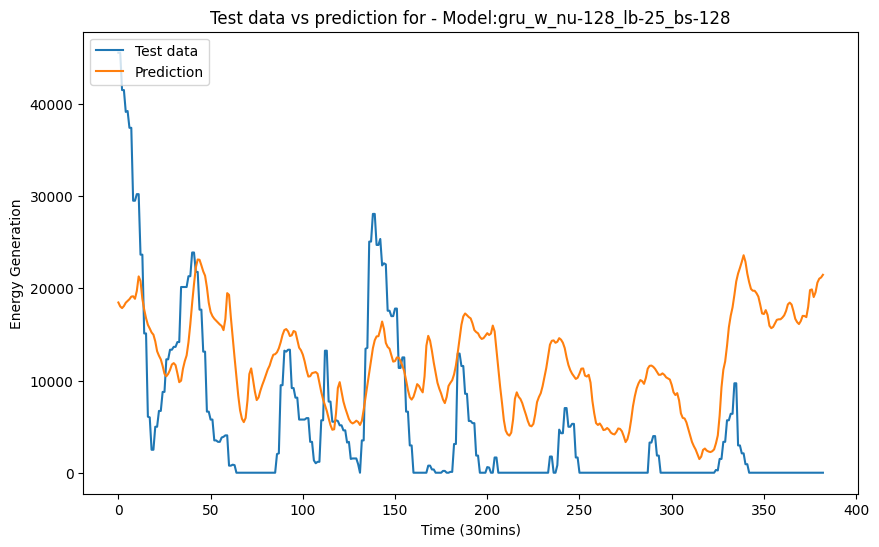 Test data vs prediction for - Model:gru_w_nu-128_lb-25_bs-128
Test data
Prediction
40000
30000
20000
10000
0
Energy Generation
0 50 100 150 200 250 300 350 400
Time (30mins)